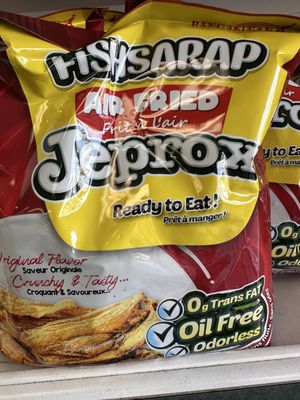 FISHSARAP
AIR FRIED
Frit à l'air
Jeprox
Ready to Eat!
Prêt à manger!
Original Flavor
Saveur Originale
Crunchy & Tasty...
Croquant & Savoureux...
0g Trans FAT
Oil Free
Odorless